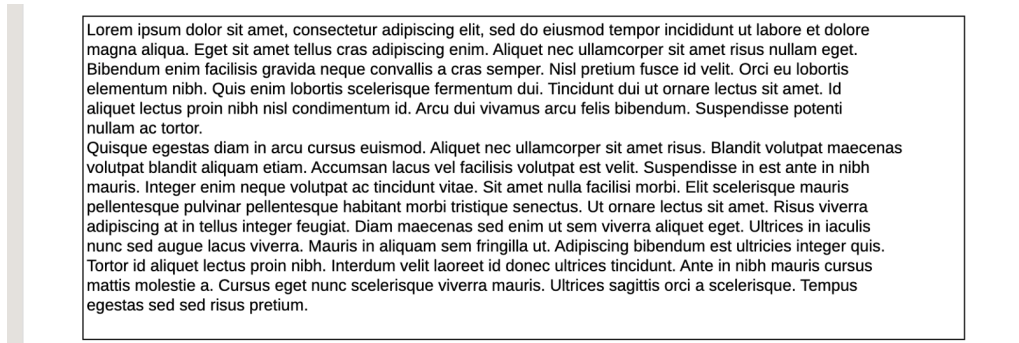 Lorem ipsum dolor sit amet, consectetur adipiscing elit, sed do eiusmod tempor incididunt ut labore et dolore
magna aliqua. Eget sit amet tellus cras adipiscing enim. Aliquet nec ullamcorper sit amet risus nullam eget.
Bibendum enim facilisis gravida neque convallis a cras semper. Nisl pretium fusce id velit. Orci eu lobortis
elementum nibh. Quis enim lobortis scelerisque fermentum dui. Tincidunt dui ut ornare lectus sit amet. Id
aliquet lectus proin nibh nisl condimentum id. Arcu dui vivamus arcu felis bibendum. Suspendisse potenti
nullam ac tortor.
Quisque egestas diam in arcu cursus euismod. Aliquet nec ullamcorper sit amet risus. Blandit volutpat maecenas
volutpat blandit aliquam etiam. Accumsan lacus vel facilisis volutpat est velit. Suspendisse in est ante in nibh
mauris. Integer enim neque volutpat ac tincidunt vitae. Sit amet nulla facilisi morbi. Elit scelerisque mauris
pellentesque pulvinar pellentesque habitant morbi tristique senectus. Ut ornare lectus sit amet. Risus viverra
adipiscing at in tellus integer feugiat. Diam maecenas sed enim ut sem viverra aliquet eget. Ultrices in iaculis
nunc sed augue lacus viverra. Mauris in aliquam sem fringilla ut. Adipiscing bibendum est ultricies integer quis.
Tortor id aliquet lectus proin nibh. Interdum velit laoreet id donec ultrices tincidunt. Ante in nibh mauris cursus
mattis molestie a. Cursus eget nunc scelerisque viverra mauris. Ultrices sagittis orci a scelerisque. Tempus
egestas sed sed risus pretium.